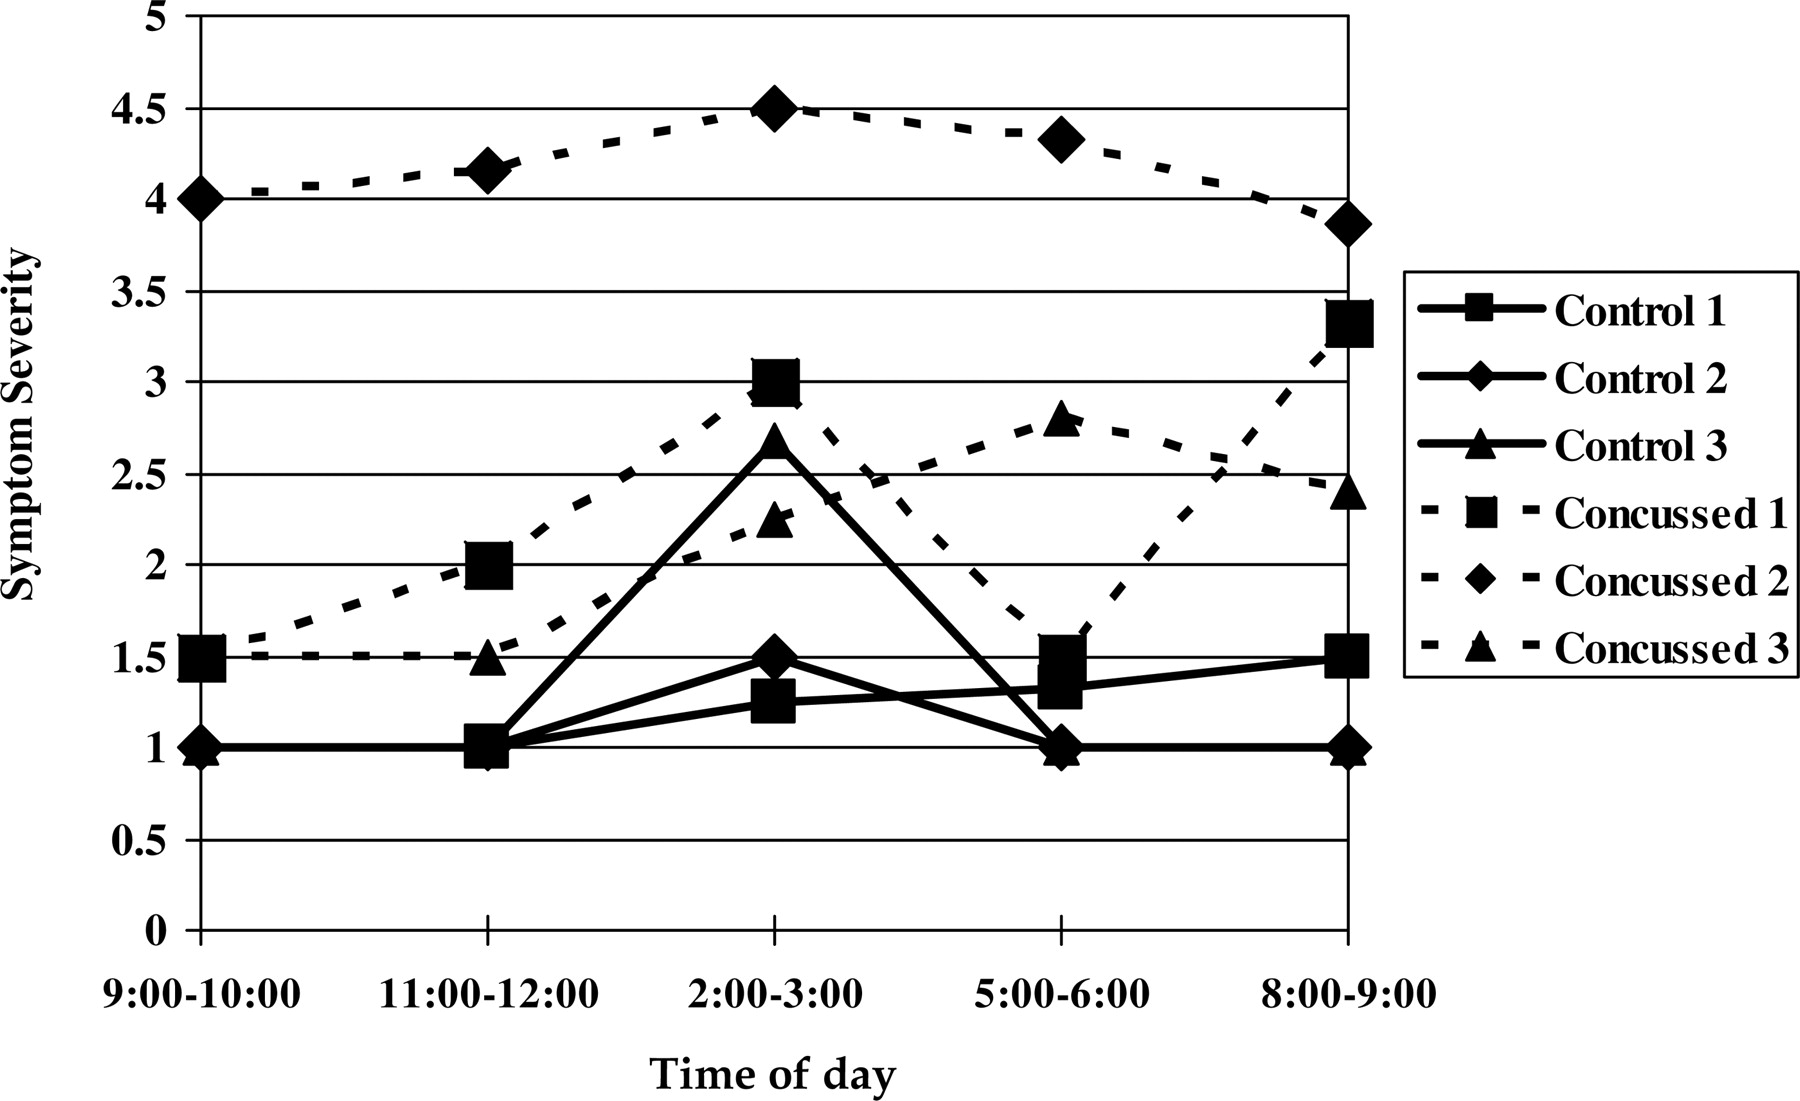 5
4.5
4
3.5
3
2.5
2
1.5
1
0.5
0
Symptom Severity
9:00-10:00 11:00-12:00 2:00-3:00 5:00-6:00 8:00-9:00
Time of day
Control 1
Control 2
Control 3
Concussed 1
Concussed 2
Concussed 3